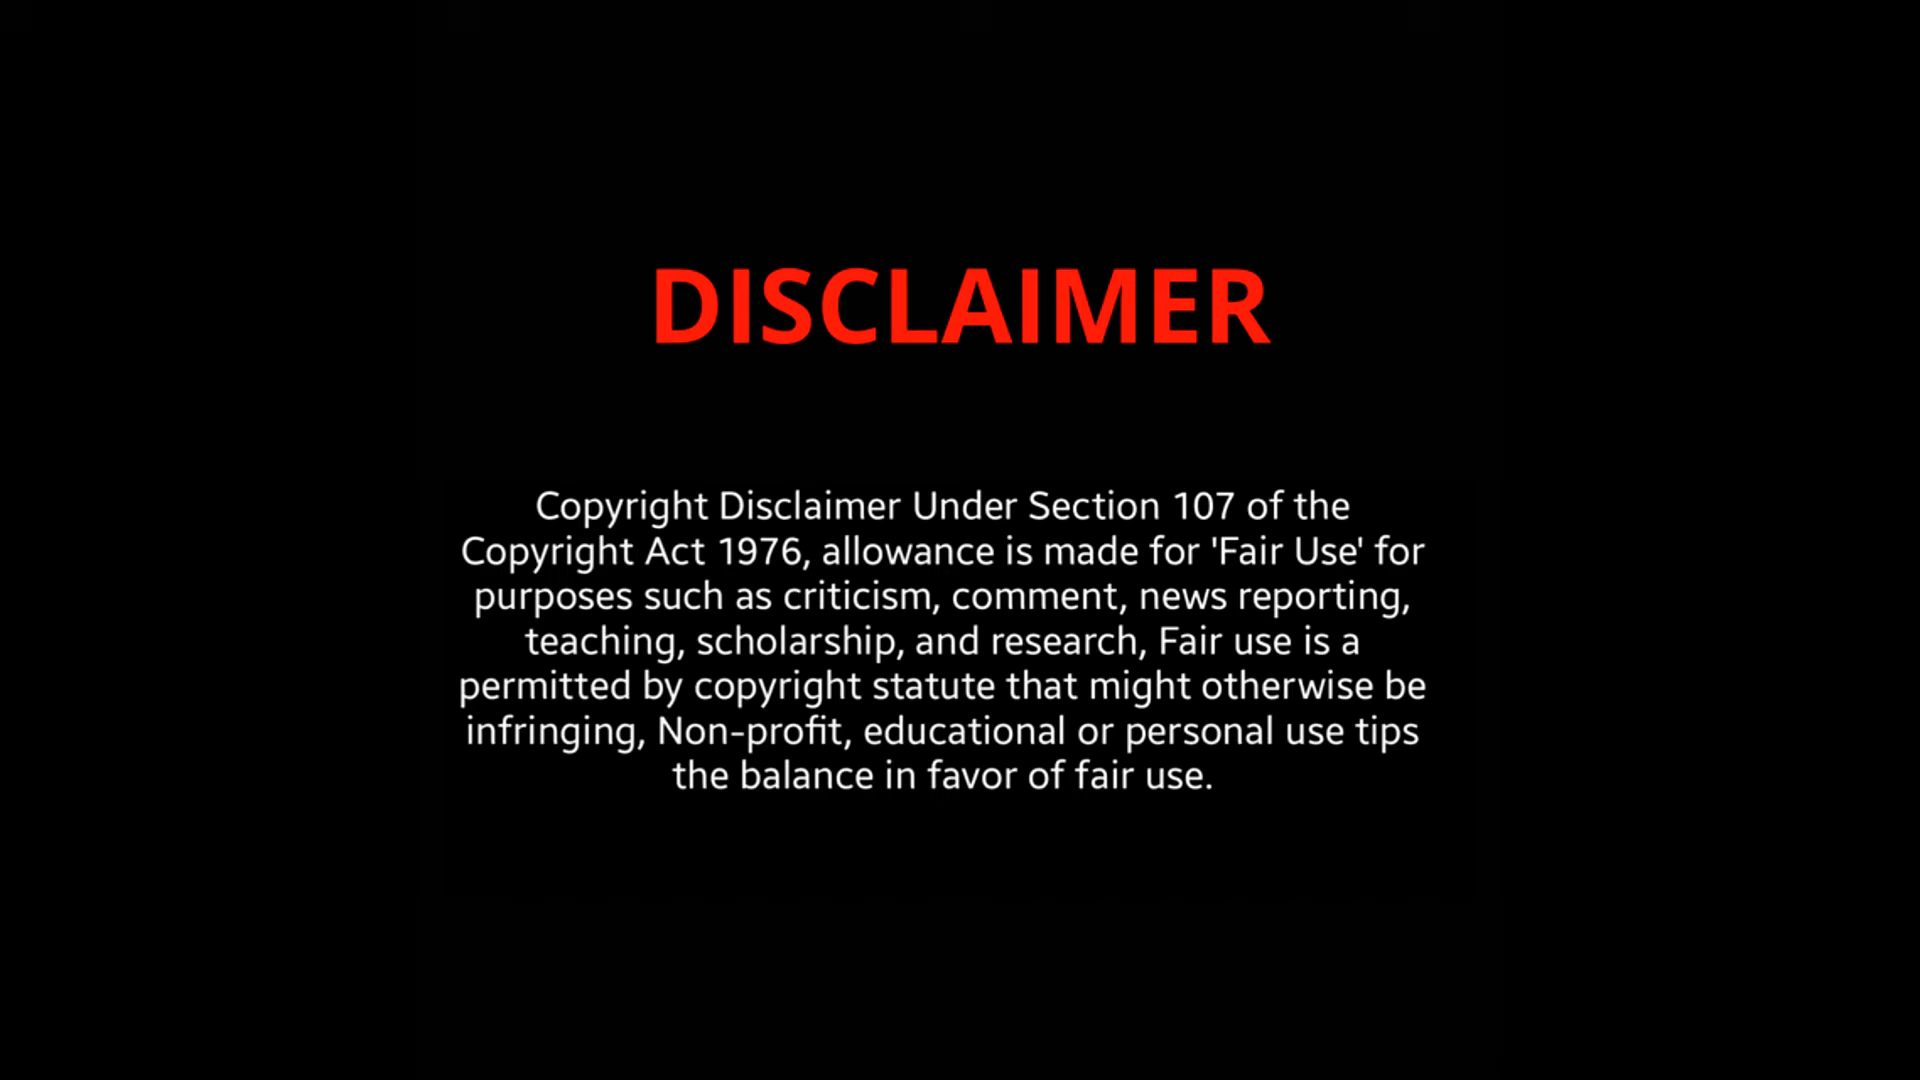 DISCLAIMER
Copyright Disclaimer Under Section 107 of the
Copyright Act 1976, allowance is made for 'Fair Use' for
purposes such as criticism, comment, news reporting,
teaching, scholarship, and research, Fair use is a
permitted by copyright statute that might otherwise be
infringing, Non-profit, educational or personal use tips
the balance in favor of fair use.